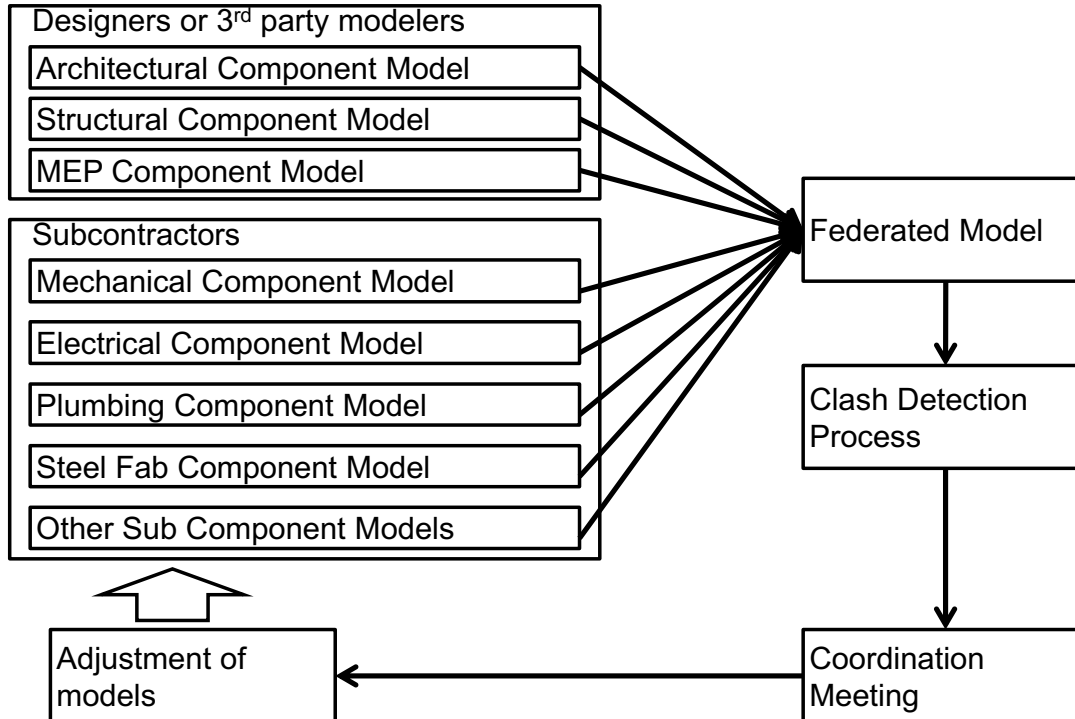 Designers or 3rd party modelers
Architectural Component Model
Structural Component Model
MEP Component Model
Subcontractors
Mechanical Component Model
Electrical Component Model
Plumbing Component Model
Steel Fab Component Model
Other Sub Component Models
Federated Model
Clash Detection
Process
Coordination
Meeting
Adjustment of
models